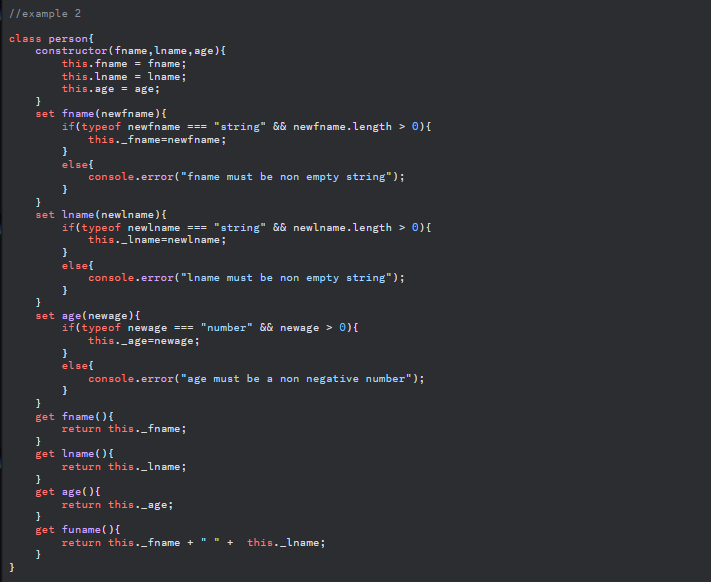 //example 2
class person{
    constructor(fname,lname,age){
        this.fname = fname;
        this.lname = lname;
        this.age = age;
    }
    set fname(newfname){
        if(typeof newfname === "string" && newfname.length > 0){
            this._fname=newfname;
        }
        else{
            console.error("fname must be non empty string");
        }
    }
    set lname(newlname){
        if(typeof newlname === "string" && newlname.length > 0){
            this._lname=newlname;
        }
        else{
            console.error("lname must be non empty string");
        }
    }
    set age(newage){
        if(typeof newage === "number" && newage > 0){
            this._age=newage;
        }
        else{
            console.error("age must be a non negative number");
        }
    }
    get fname(){
        return this._fname;
    }
    get lname(){
        return this._lname;
    }
    get age(){
        return this._age;
    }
    get funame(){
        return this._fname + " " +  this._lname;
    }
}